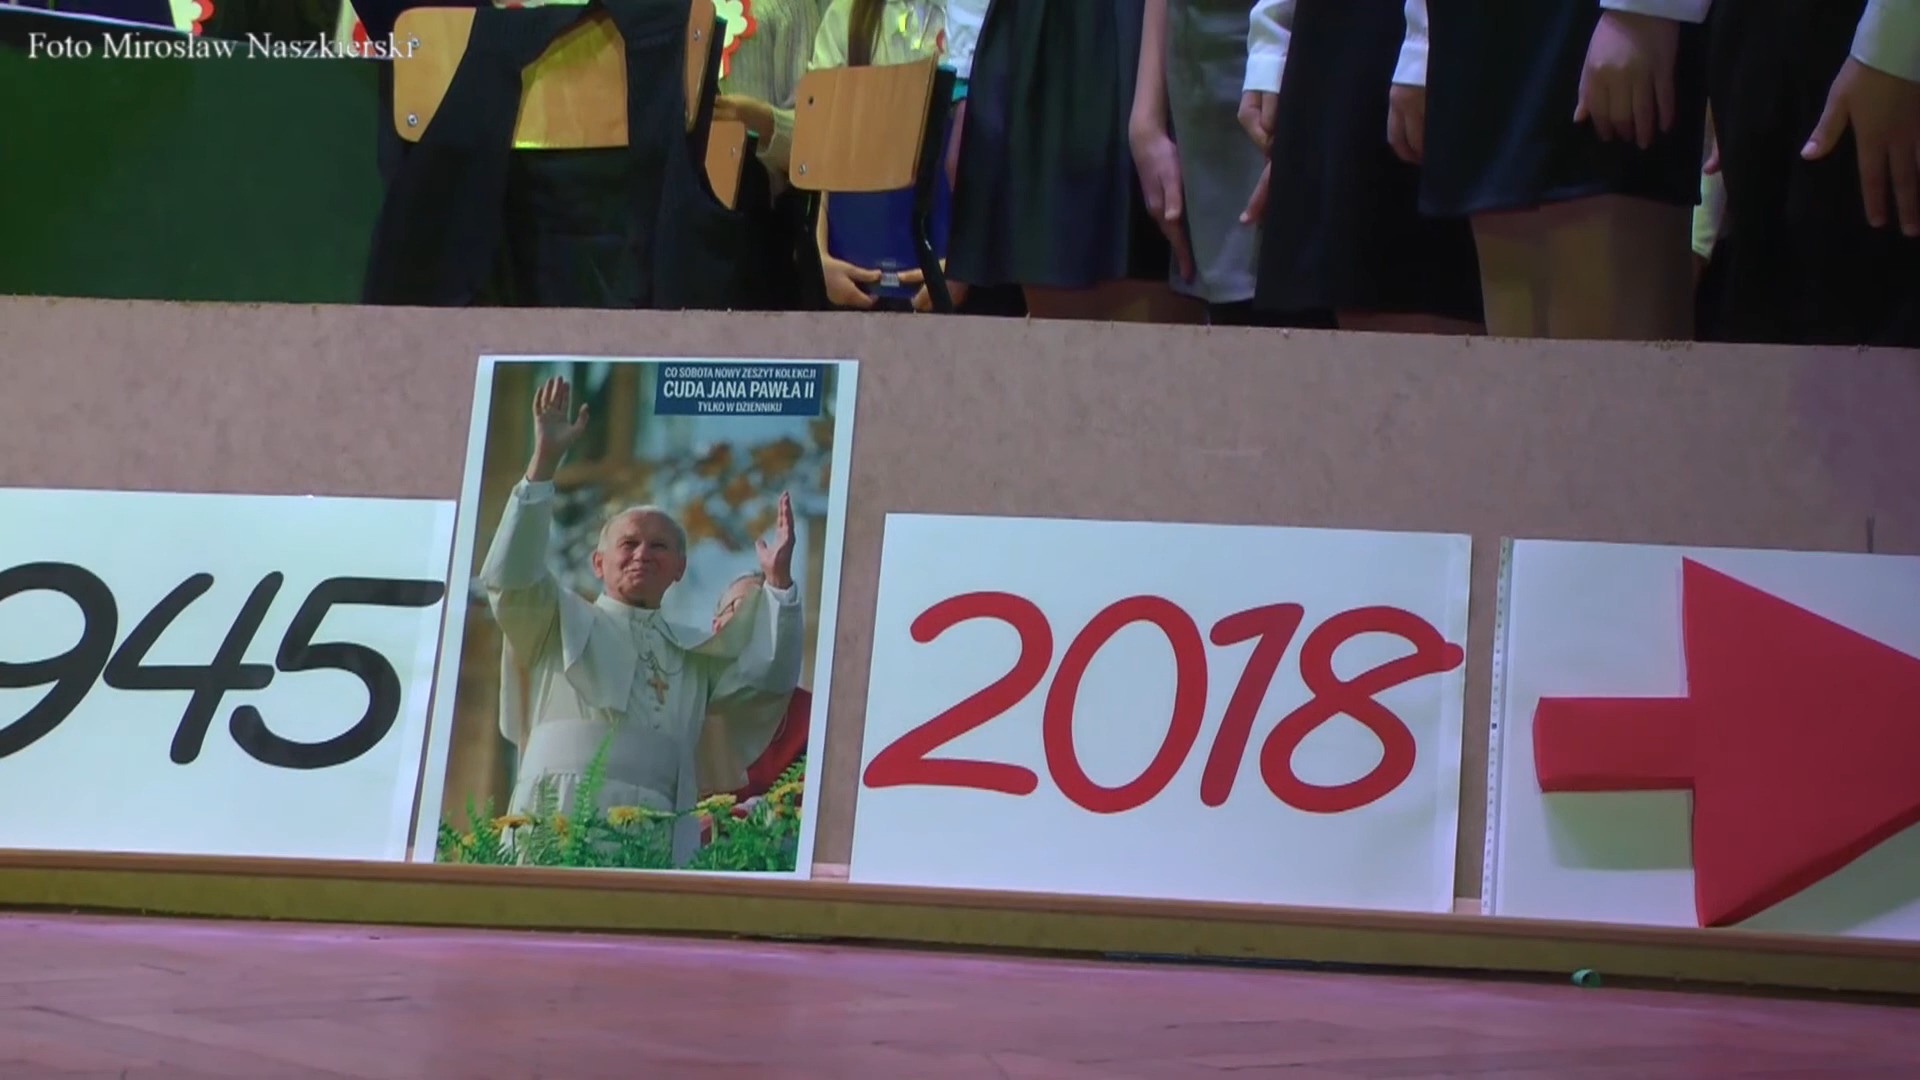 Foto Mirosław Naszkierski
CO SOBOTA NOWY ZESZYT KOLEKCJI
CUDA JANA PAWŁA II
TYLKO W DZIENNIKU
945
2018